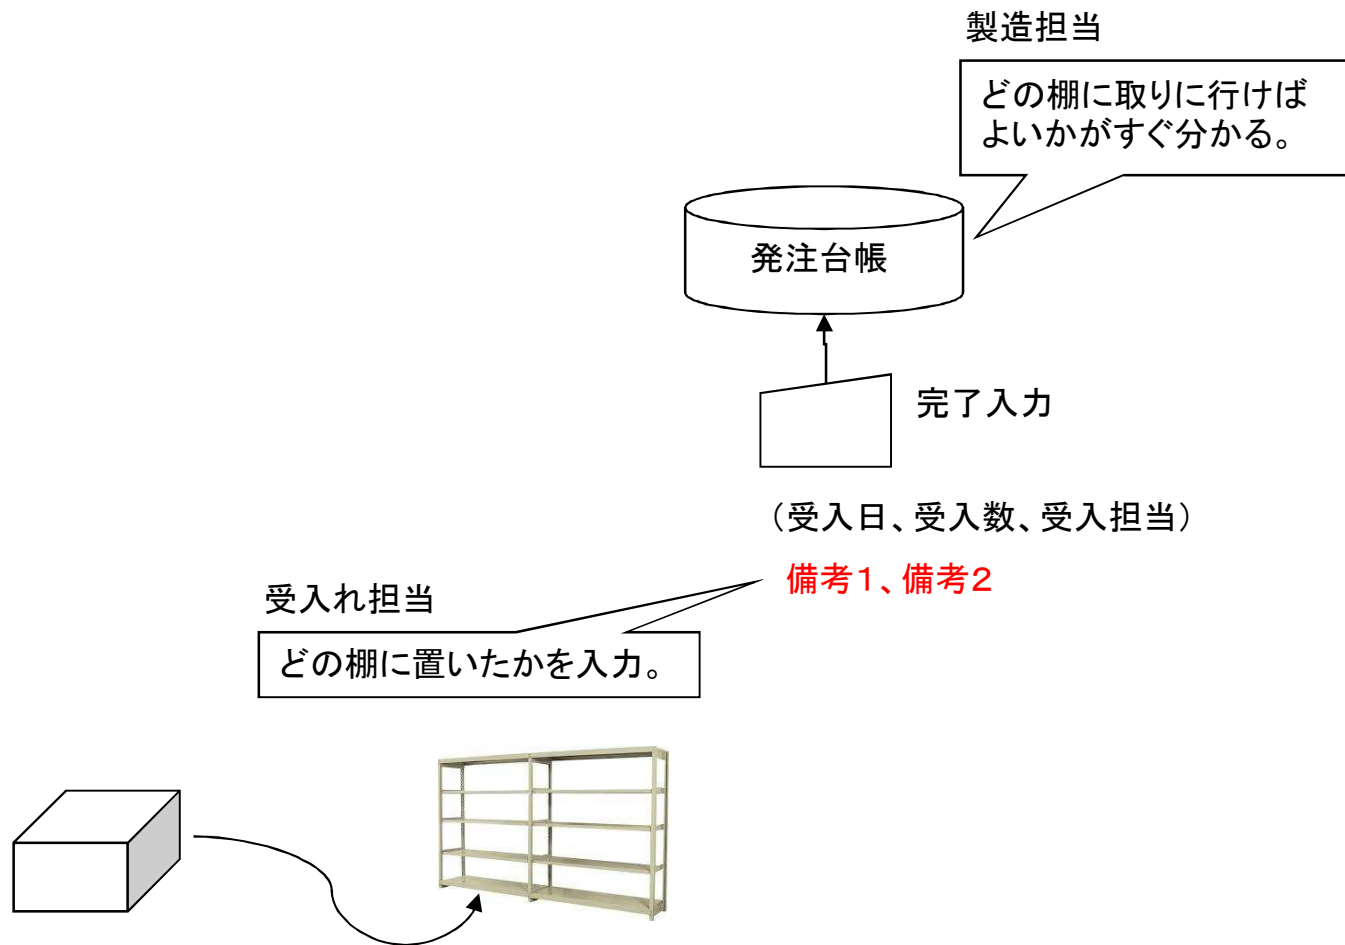 製造担当
どの棚に取りに行けば
よいかがすぐ分かる。
発注台帳
完了入力
（受入日、受入数、受入担当）
備考１、備考２
受入れ担当
どの棚に置いたかを入力。